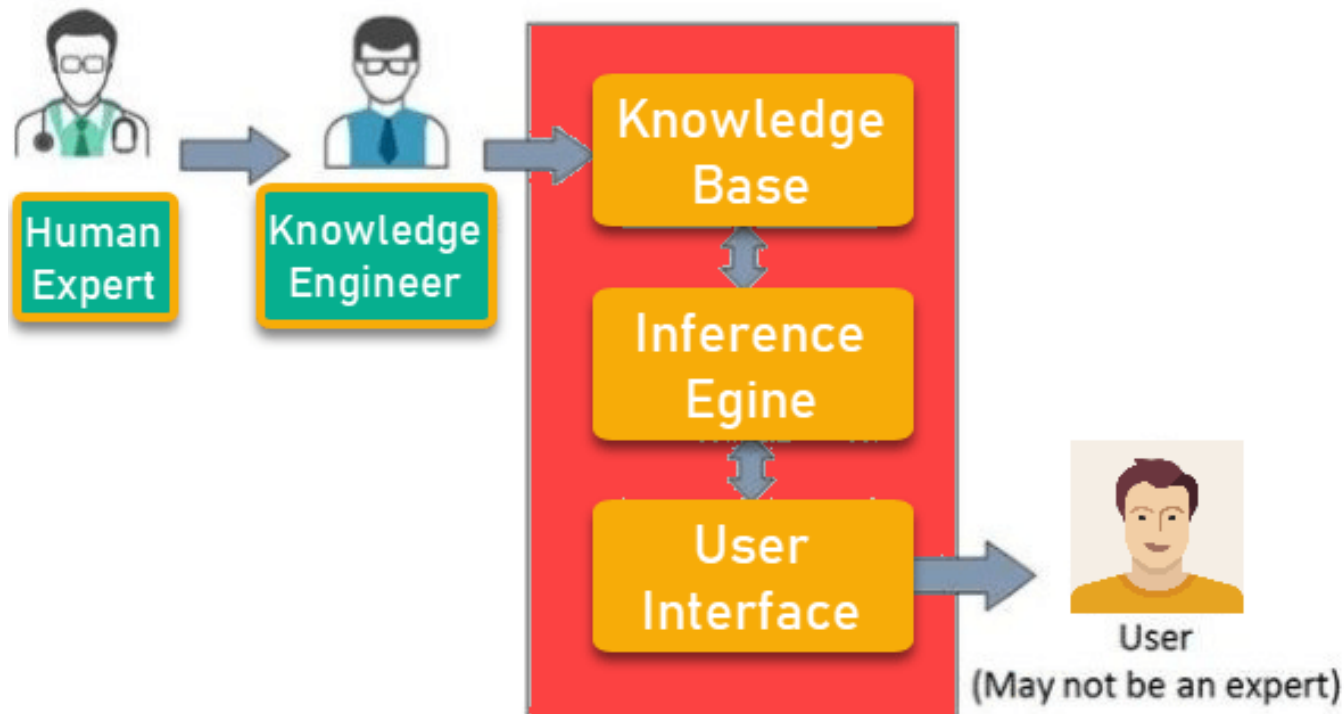 Human
Expert
Knowledge
Engineer
Knowledge
Base
Inference
Egine
User
Interface
User
(May not be an expert)